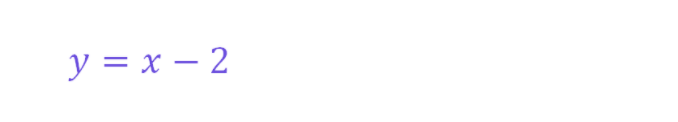 y = x − 2